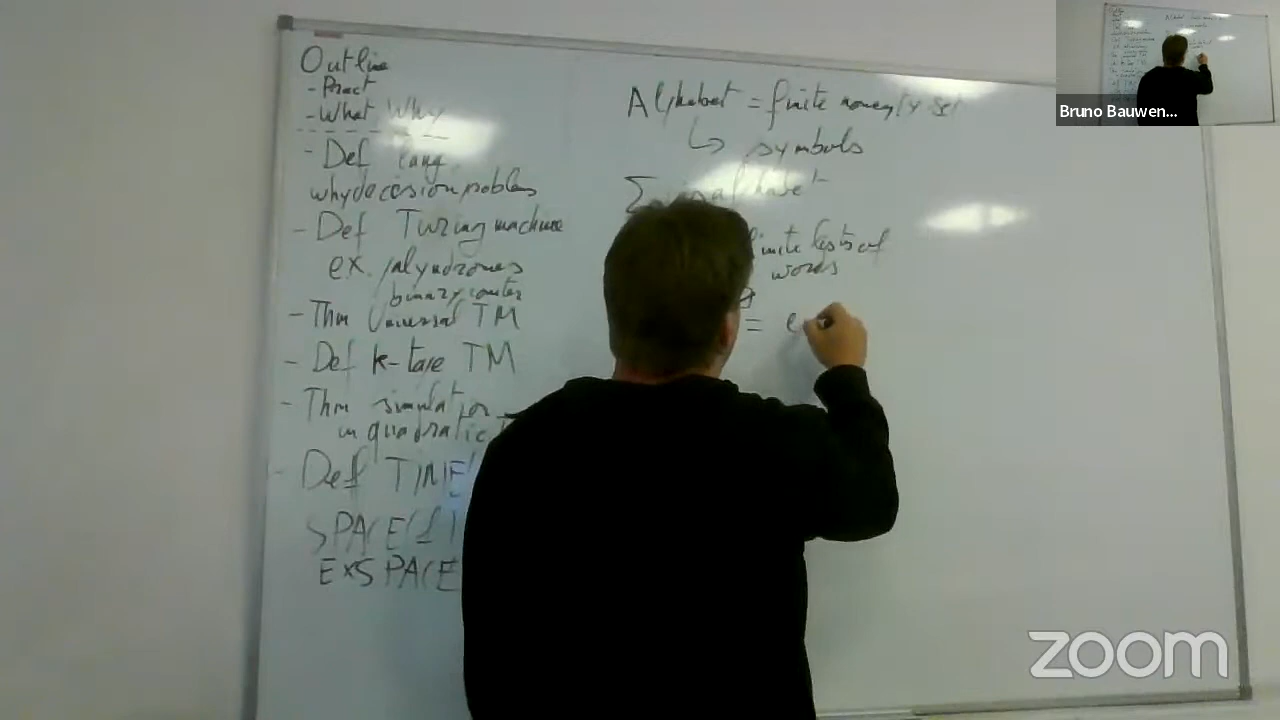 Outline
- Pract
- What Why
- Def lang
why decision problems
- Def Turing machine
ex. palyndromes
binary counter
- Thm Universal TM
- Def k-tape TM
- Thm simulation
in quadratic
- Def TIME
SPACE(f)
EXSPACE
Alphabet = finite nonempty set
↳ symbols
Σ alphabet
finite lists of
words
= e
Bruno Bauwen...
zoom